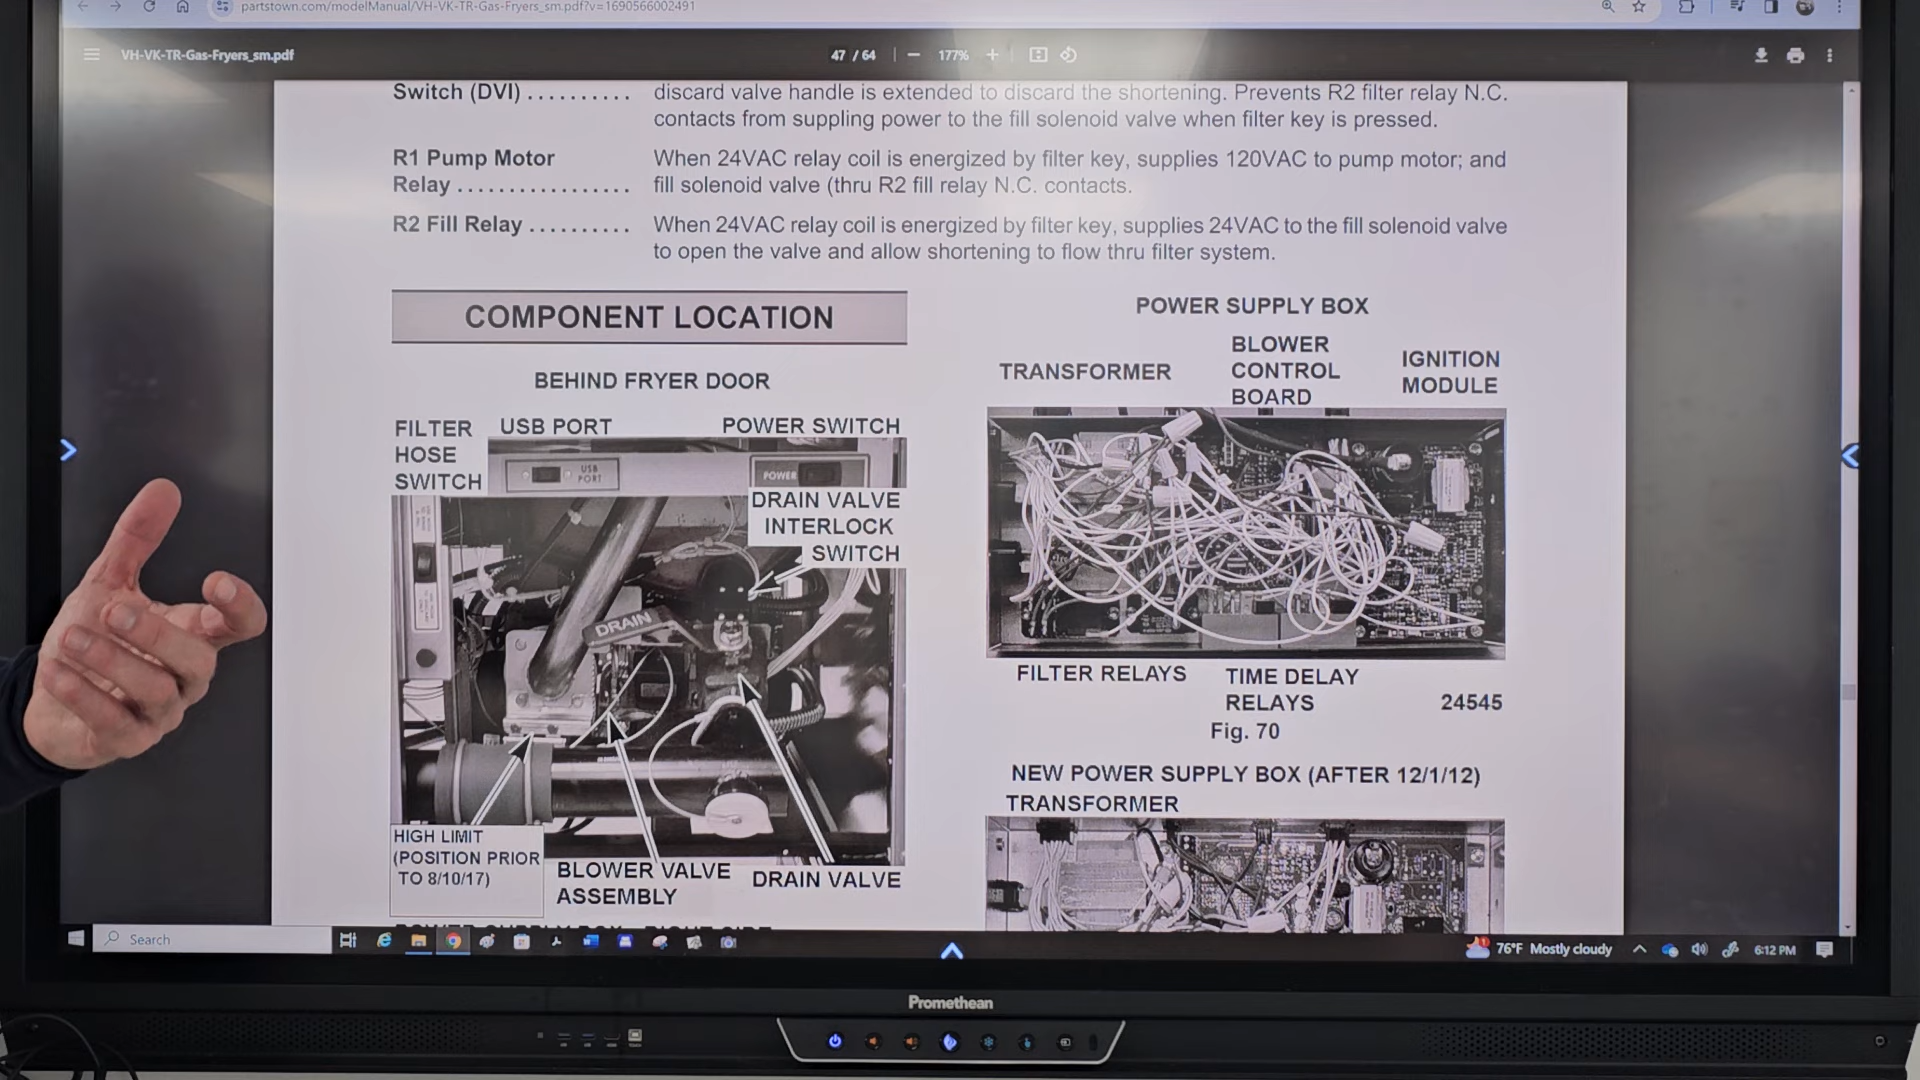 partstown.com/modelManual/VH-VK-TR-Gas-Fryers_sm.pdf?v=1690566002491
VH-VK-TR-Gas-Fryers_sm.pdf
47 / 64
177%
Switch (DVI) .......... discard valve handle is extended to discard the shortening. Prevents R2 filter relay N.C.
contacts from suppling power to the fill solenoid valve when filter key is pressed.
R1 Pump Motor When 24VAC relay coil is energized by filter key, supplies 120VAC to pump motor; and
Relay ................. fill solenoid valve (thru R2 fill relay N.C. contacts.
R2 Fill Relay .......... When 24VAC relay coil is energized by filter key, supplies 24VAC to the fill solenoid valve
to open the valve and allow shortening to flow thru filter system.
COMPONENT LOCATION
BEHIND FRYER DOOR
FILTER
HOSE
SWITCH
USB PORT
POWER SWITCH
USB
PORT
POWER
DRAIN VALVE
INTERLOCK
SWITCH
DRAIN
HIGH LIMIT
(POSITION PRIOR
TO 8/10/17)
BLOWER VALVE
ASSEMBLY
DRAIN VALVE
POWER SUPPLY BOX
TRANSFORMER
BLOWER
CONTROL
BOARD
IGNITION
MODULE
FILTER RELAYS
TIME DELAY
RELAYS
24545
Fig. 70
NEW POWER SUPPLY BOX (AFTER 12/1/12)
TRANSFORMER
Search
76°F Mostly cloudy
6:12 PM
Promethean